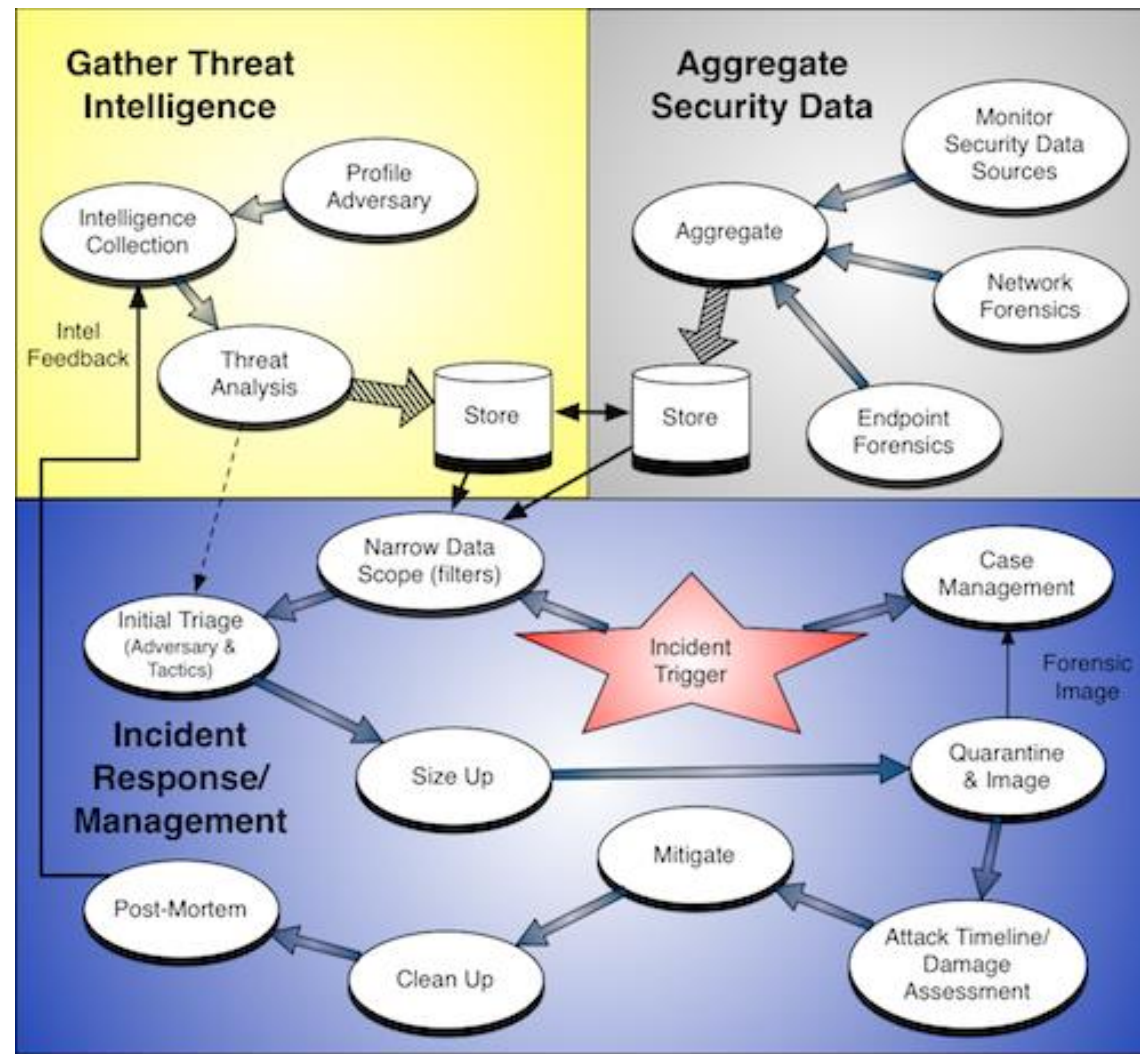 Gather Threat
Intelligence
Profile
Adversary
Intelligence
Collection
Intel
Feedback
Threat
Analysis
Store
Aggregate
Security Data
Monitor
Security Data
Sources
Aggregate
Network
Forensics
Endpoint
Forensics
Store
Narrow Data
Scope (filters)
Case
Management
Initial Triage
(Adversary &
Tactics)
Incident
Trigger
Forensic
Image
Incident
Response/
Management
Size Up
Quarantine
& Image
Mitigate
Post-Mortem
Clean Up
Attack Timeline/
Damage
Assessment